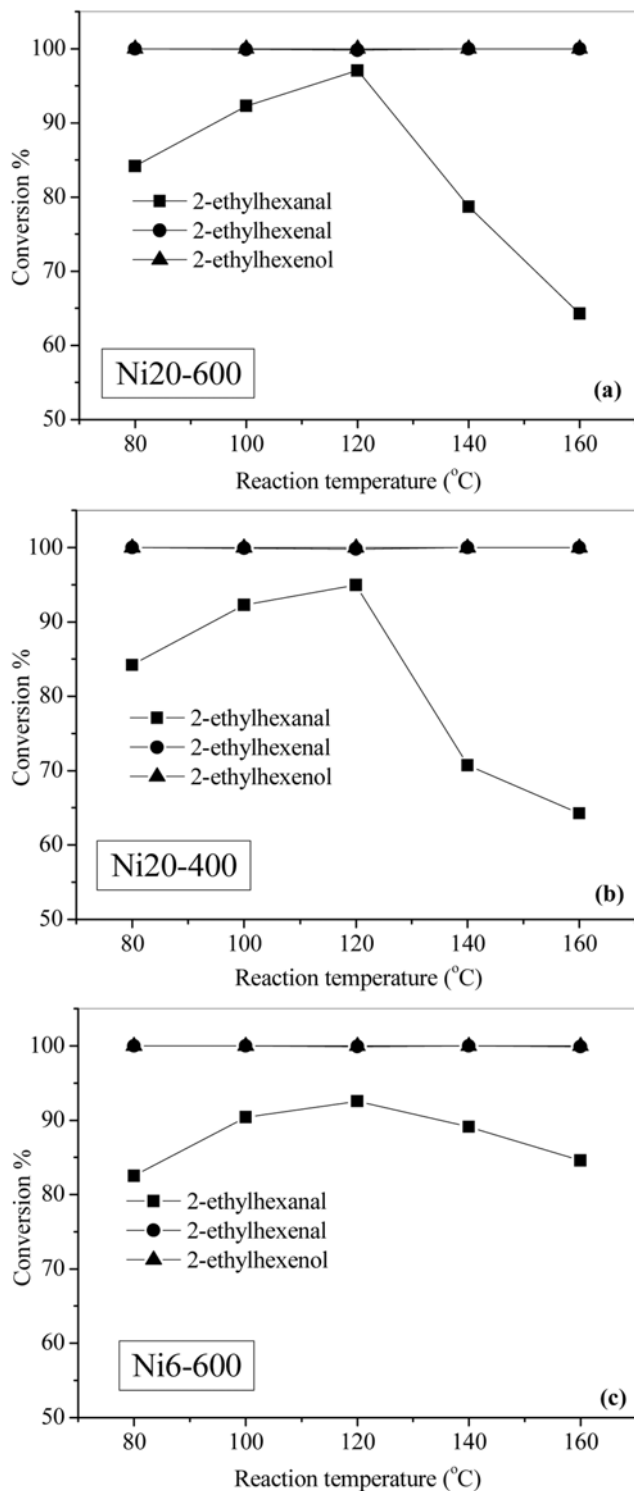 100
90
80
70
60
50
Conversion %
2-ethylhexanal
2-ethylhexenal
2-ethylhexenol
Ni20-600
(a)
80 100 120 140 160
Reaction temperature (°C)
100
90
80
70
60
50
Conversion %
2-ethylhexanal
2-ethylhexenal
2-ethylhexenol
Ni20-400
(b)
80 100 120 140 160
Reaction temperature (°C)
100
90
80
70
60
50
Conversion %
2-ethylhexanal
2-ethylhexenal
2-ethylhexenol
Ni6-600
(c)
80 100 120 140 160
Reaction temperature (°C)